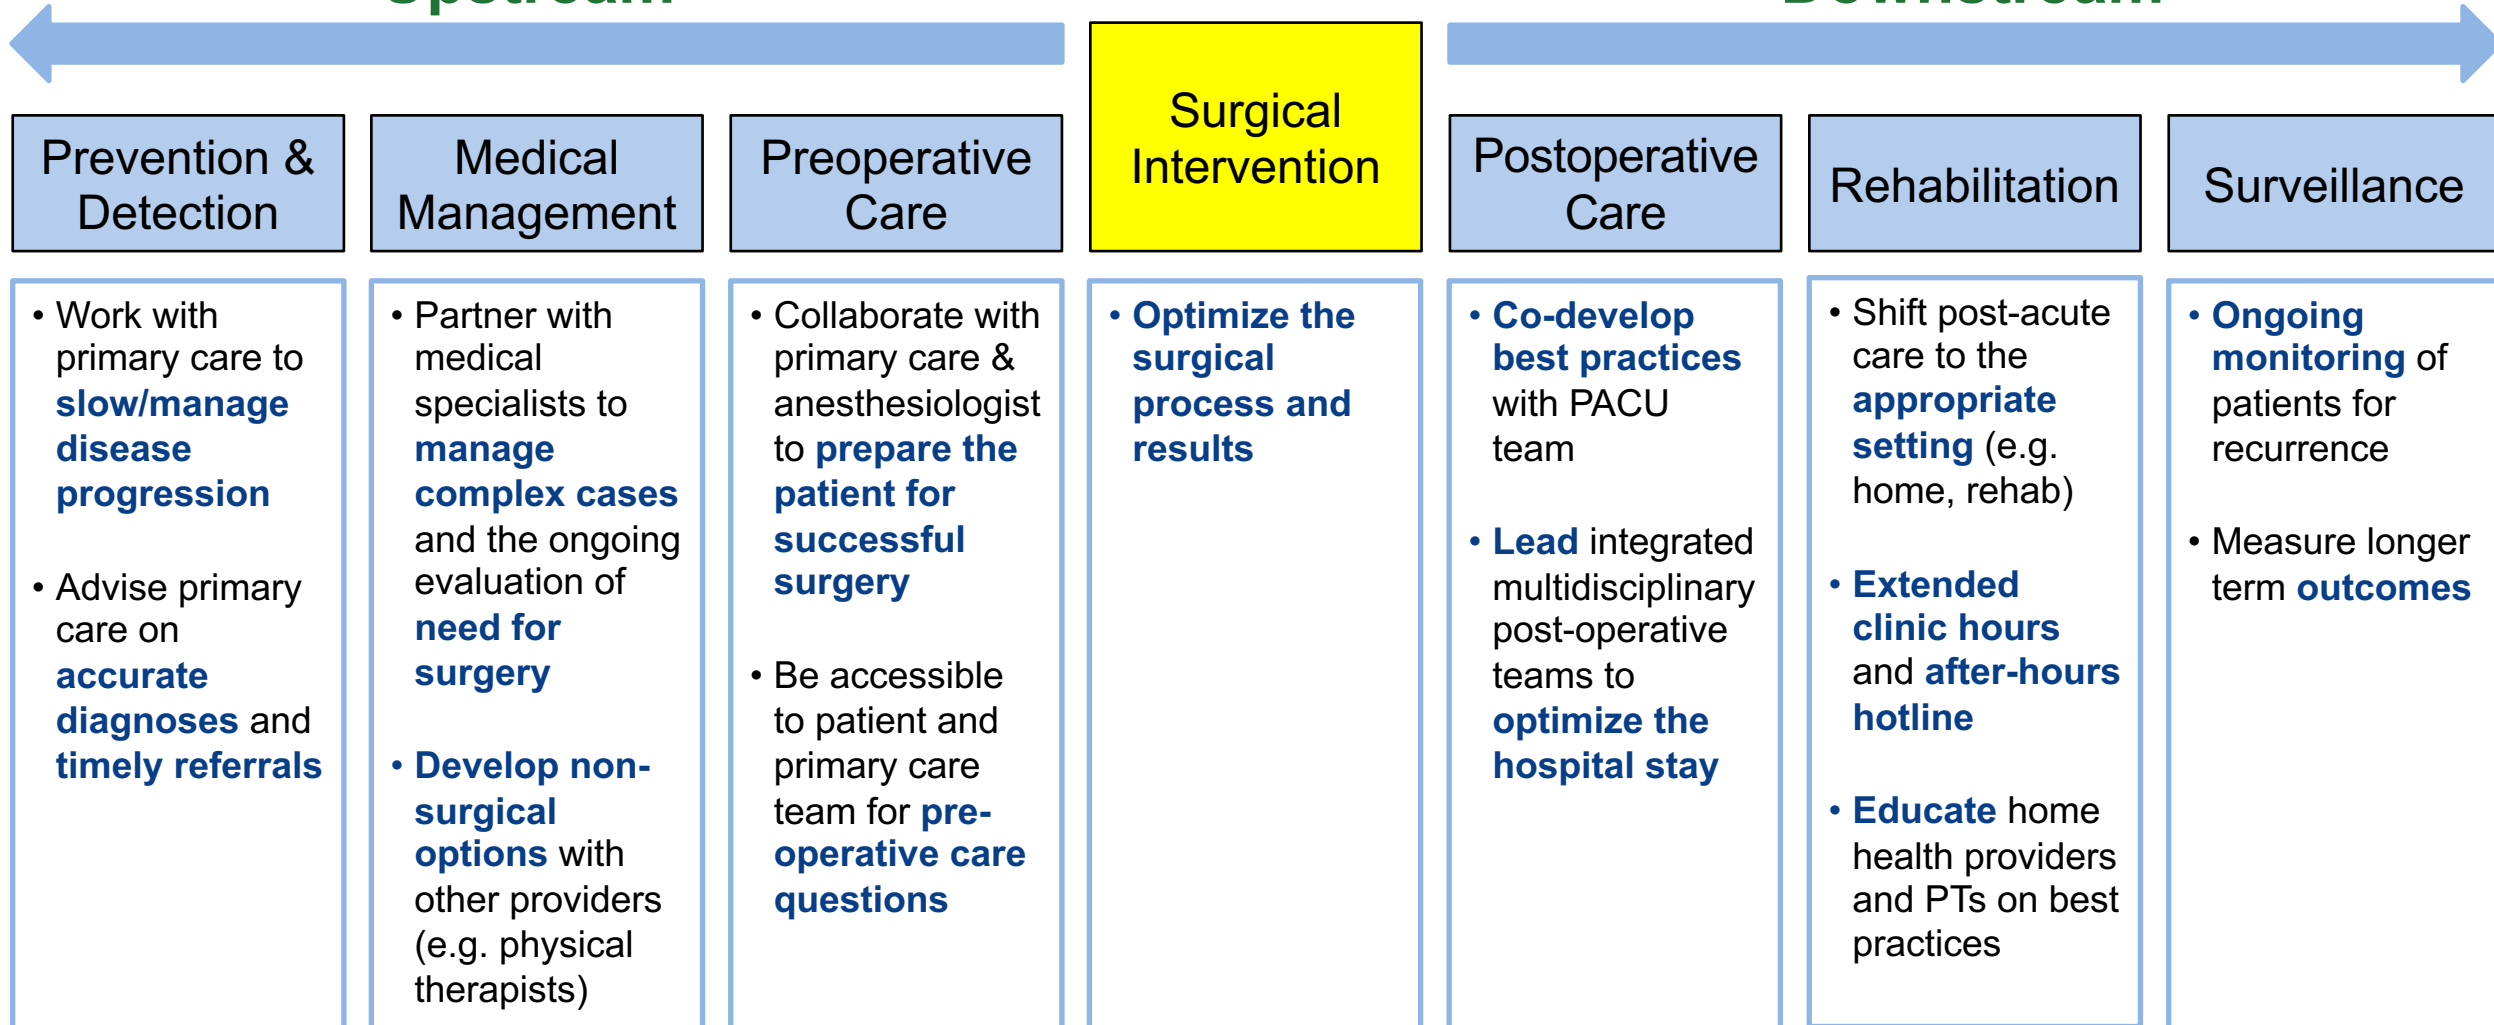 Upstream
Downstream
Prevention &
Detection
Medical
Management
Preoperative
Care
Surgical
Intervention
Postoperative
Care
Rehabilitation
Surveillance
• Work with
primary care to
slow/manage
disease
progression
• Advise primary
care on
accurate
diagnoses and
timely referrals
• Partner with
medical
specialists to
manage
complex cases
and the ongoing
evaluation of
need for
surgery
• Develop non-
surgical
options with
other providers
(e.g. physical
therapists)
• Collaborate with
primary care &
anesthesiologist
to prepare the
patient for
successful
surgery
• Be accessible
to patient and
primary care
team for pre-
operative care
questions
• Optimize the
surgical
process and
results
• Co-develop
best practices
with PACU
team
• Lead integrated
multidisciplinary
post-operative
teams to
optimize the
hospital stay
• Shift post-acute
care to the
appropriate
setting (e.g.
home, rehab)
• Extended
clinic hours
and after-hours
hotline
• Educate home
health providers
and PTs on best
practices
• Ongoing
monitoring of
patients for
recurrence
• Measure longer
term outcomes